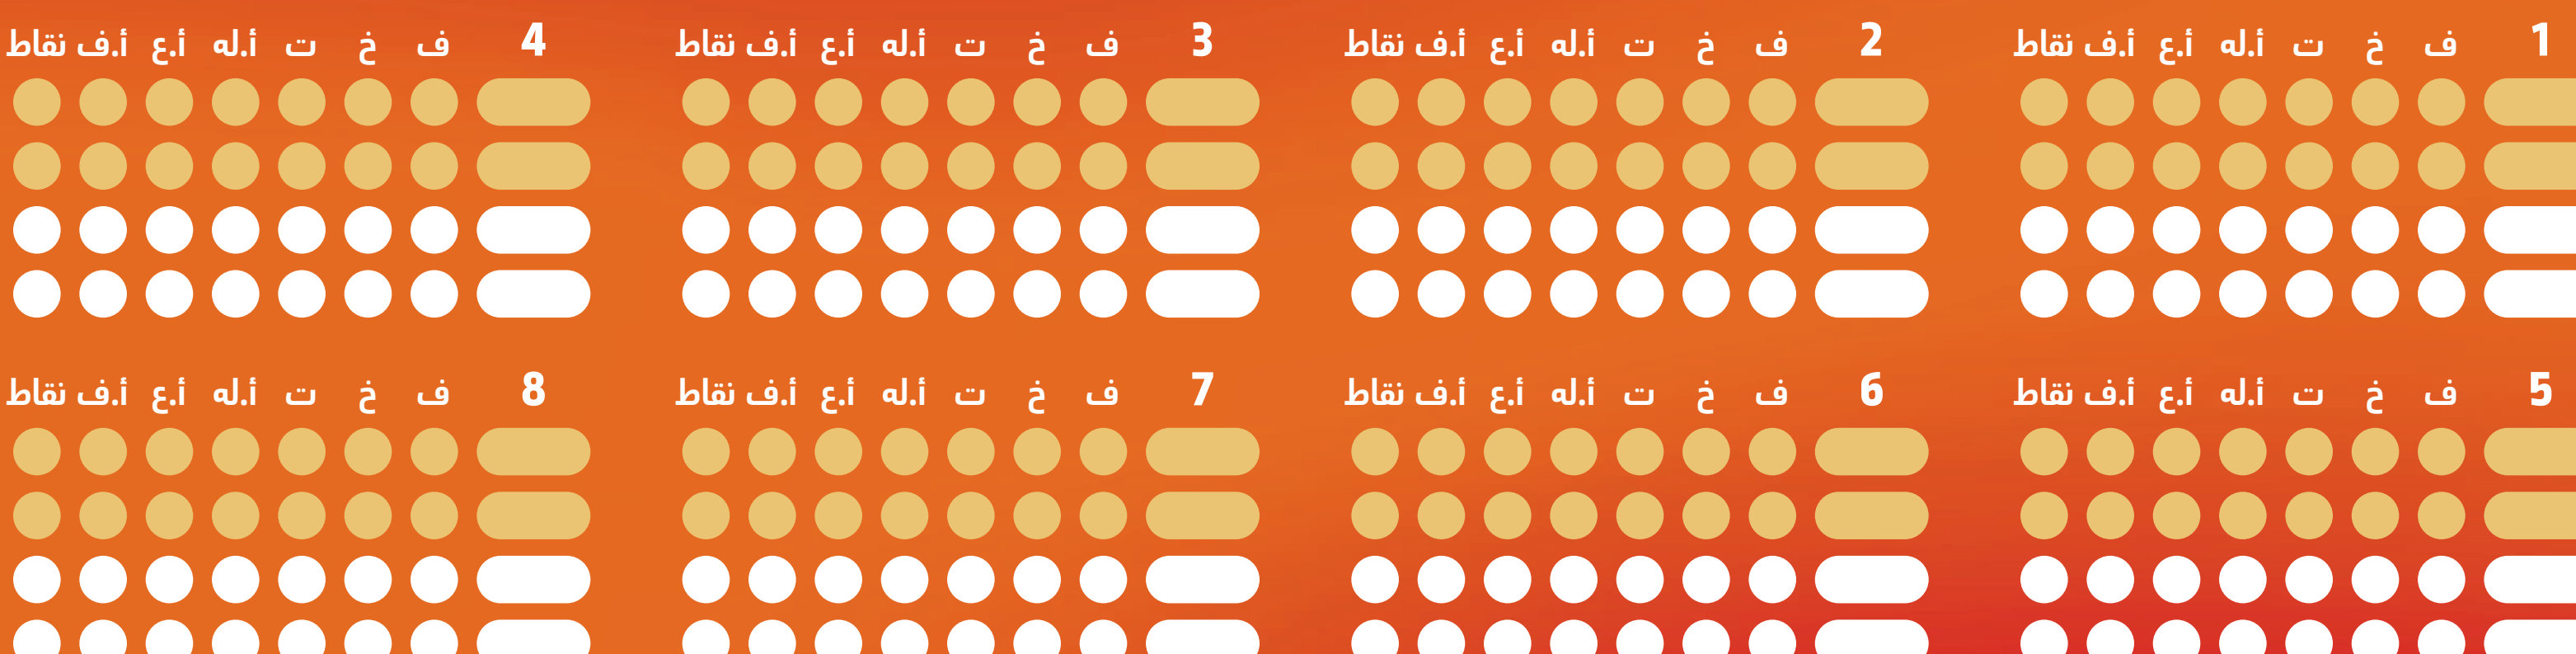 1 ف خ ت أ.له أ.ع أ.ف نقاط 2 ف خ ت أ.له أ.ع أ.ف نقاط 3 ف خ ت أ.له أ.ع أ.ف نقاط 4 ف خ ت أ.له أ.ع أ.ف نقاط
5 ف خ ت أ.له أ.ع أ.ف نقاط 6 ف خ ت أ.له أ.ع أ.ف نقاط 7 ف خ ت أ.له أ.ع أ.ف نقاط 8 ف خ ت أ.له أ.ع أ.ف نقاط